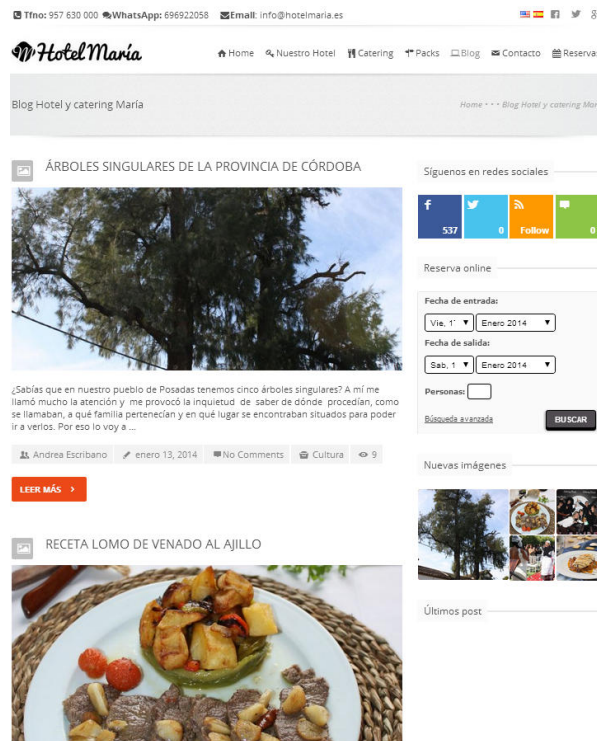 Tfno: 957 630 000 WhatsApp: 696922058 Email: info@hotelmaria.es
Hotel María
Home Nuestro Hotel Catering Packs Blog Contacto Reserva
Blog Hotel y catering María
Home • • • Blog Hotel y catering Mar
ÁRBOLES SINGULARES DE LA PROVINCIA DE CÓRDOBA
¿Sabías que en nuestro pueblo de Posadas tenemos cinco árboles singulares? A mí me
llamó mucho la atención y me provocó la inquietud de saber de dónde procedían, como
se llamaban, a qué familia pertenecían y en qué lugar se encontraban situados para poder
ir a verlos. Por eso lo voy a ...
Andrea Escribano enero 13, 2014 No Comments Cultura 9
LEER MÁS >
RECETA LOMO DE VENADO AL AJILLO
Síguenos en redes sociales
537 0 Follow 0
Reserva online
Fecha de entrada:
Vie, 1 Enero 2014
Fecha de salida:
Sab, 1 Enero 2014
Personas:
Búsqueda avanzada BUSCAR
Nuevas imágenes
Últimos post